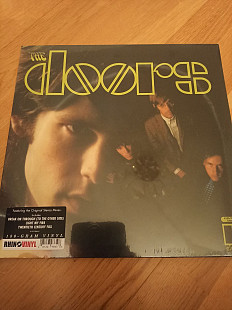 THE
doors
Featuring the Original Stereo Mixes
BREAK ON THROUGH (TO THE OTHER SIDE)
LIGHT MY FIRE
TWENTIETH CENTURY FOX
180-GRAM VINYL
RHINO VINYL